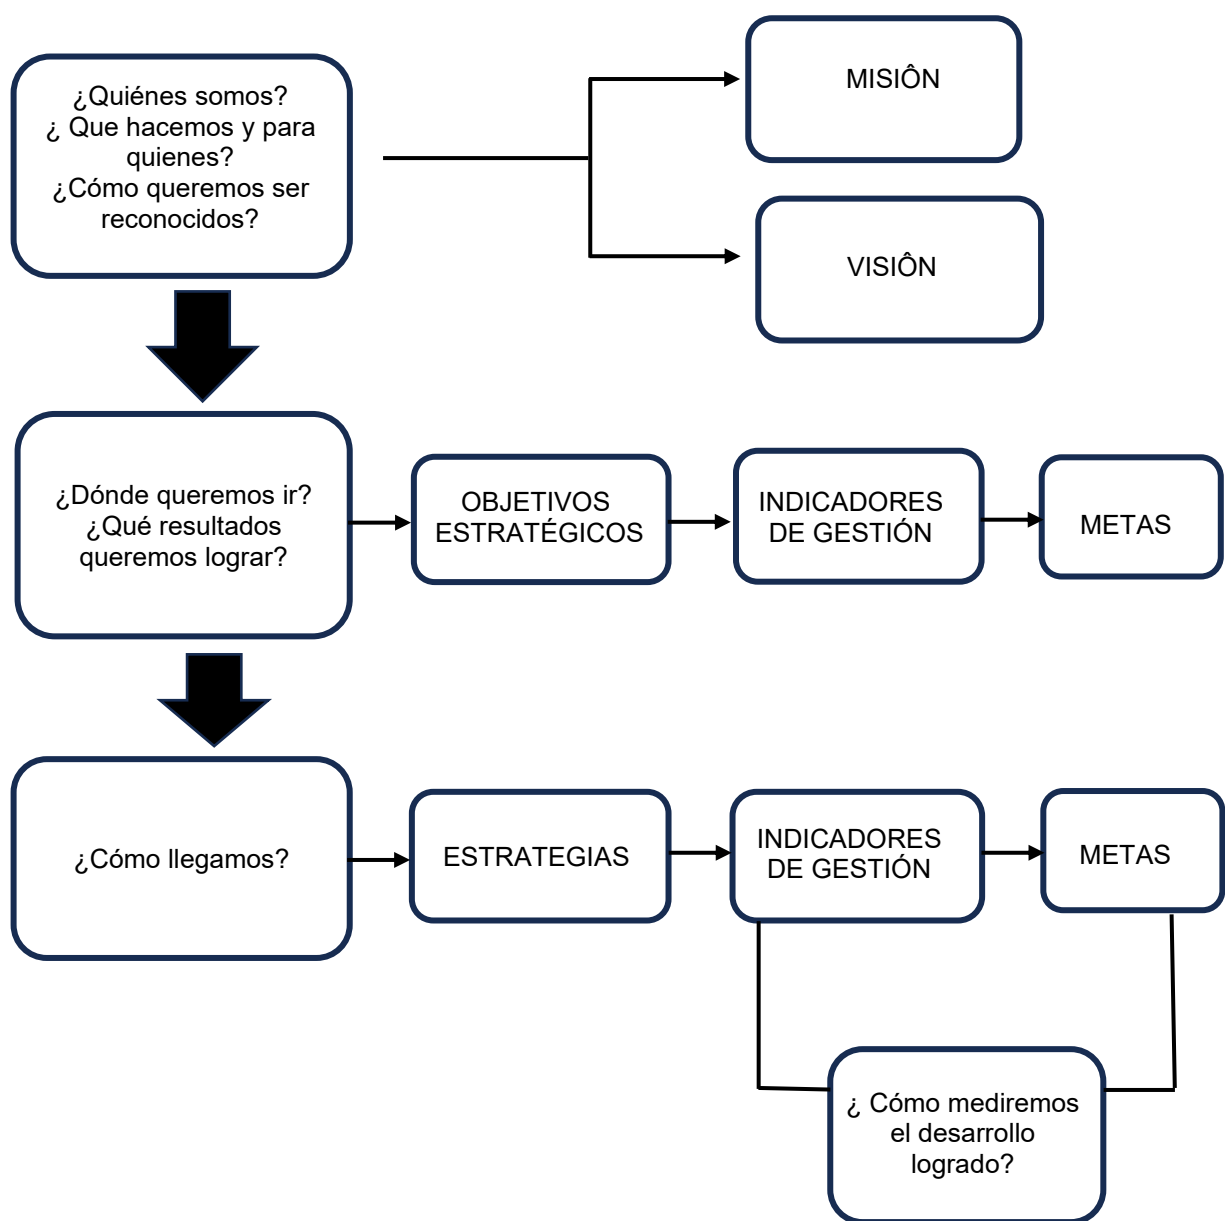 ¿Quiénes somos?
¿ Que hacemos y para
quienes?
¿Cómo queremos ser
reconocidos?
MISIÔN
VISIÔN
¿Dónde queremos ir?
¿Qué resultados
queremos lograr?
OBJETIVOS
ESTRATÉGICOS
INDICADORES
DE GESTIÓN
METAS
¿Cómo llegamos?
ESTRATEGIAS
INDICADORES
DE GESTIÓN
METAS
¿ Cómo mediremos
el desarrollo
logrado?